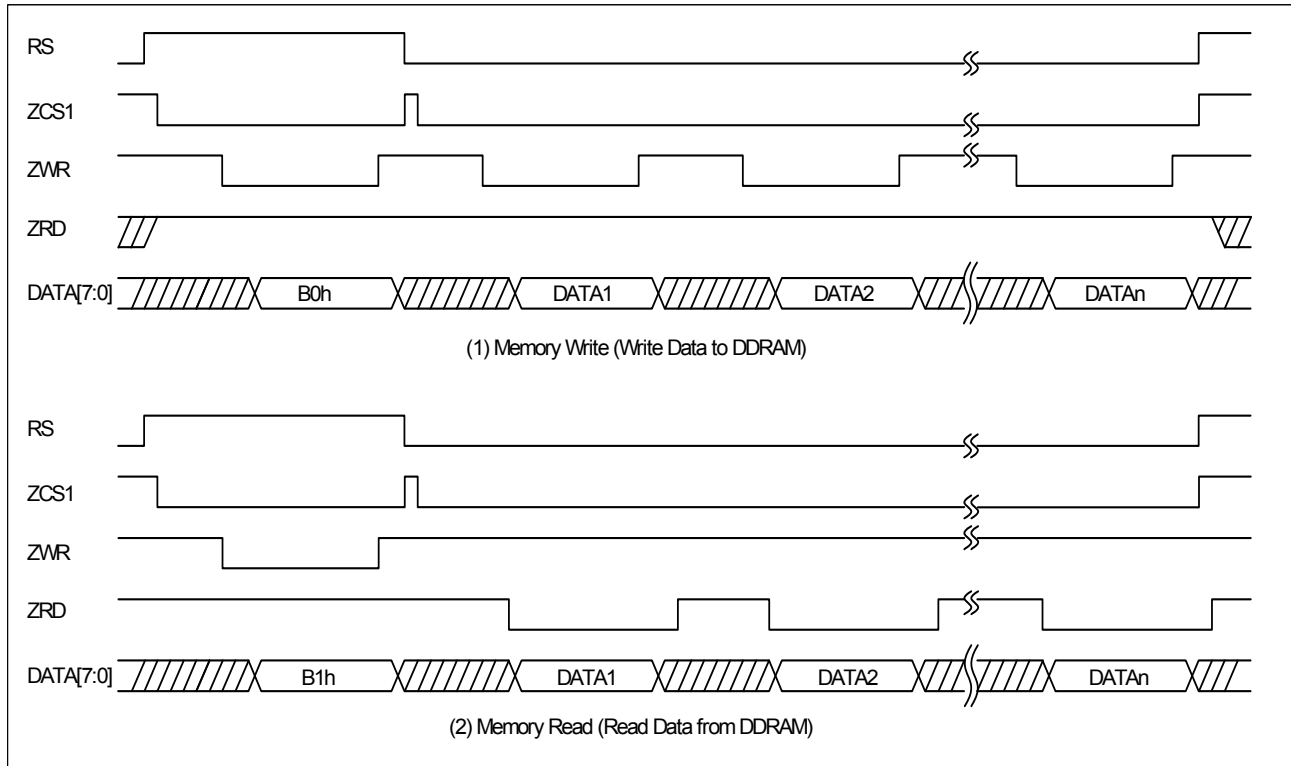 RS
ZCS1
ZWR
ZRD
DATA[7:0] B0h DATA1 DATA2 DATAn
(1) Memory Write (Write Data to DDRAM)
RS
ZCS1
ZWR
ZRD
DATA[7:0] B1h DATA1 DATA2 DATAn
(2) Memory Read (Read Data from DDRAM)